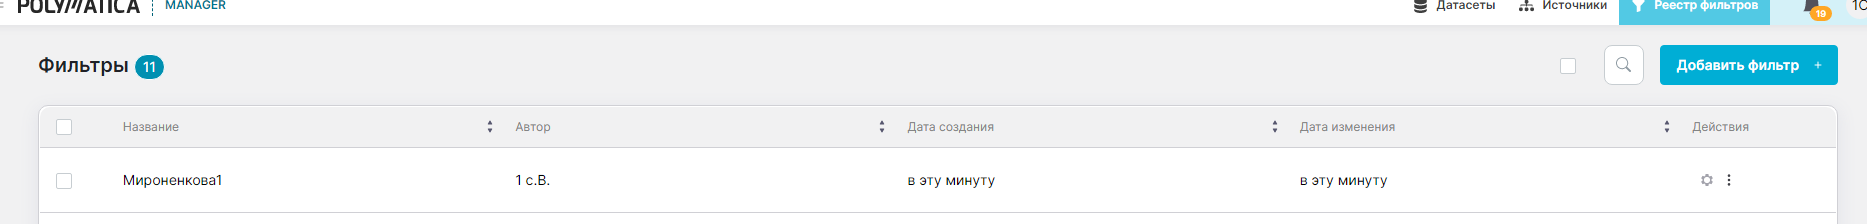 POLYMATICA MANAGER Датасеты Источники Реестр фильтров 19
Фильтры 11 Добавить фильтр +
Название Автор Дата создания Дата изменения Действия
Мироненкова1 1 с.В. в эту минуту в эту минуту